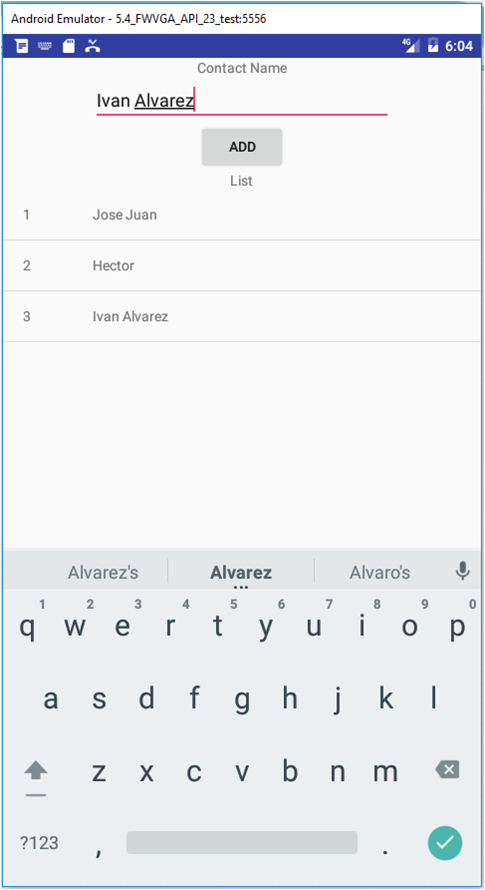 Android Emulator - 5.4_FWVGA_API_23_test:5556
4G 6:04
Contact Name
Ivan Alvarez
ADD
List
1 Jose Juan
2 Hector
3 Ivan Alvarez
Alvarez's Alvarez Alvaro's
1 2 3 4 5 6 7 8 9 0
q w e r t y u i o p
a s d f g h j k l
z x c v b n m
?123 , .